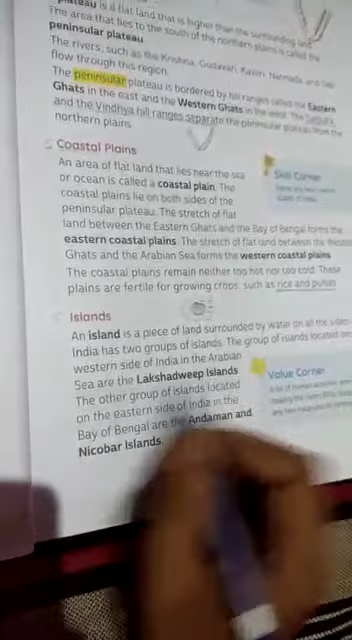 plateau is a flat land that is higher than the surrounding land
The area that lies to the south of the northern plains is called the
peninsular plateau
The rivers, such as the Krishna, Godavari, Kaveri, Narmada, and Tapi
flow through this region.
The peninsular plateau is bordered by hill ranges called the Eastern
Ghats in the east and the Western Ghats in the west. The
and the Vindhya hill ranges separate the peninsular plateau from the
northern plains.
Coastal Plains
An area of flat land that lies near the sea
or ocean is called a coastal plain. The
coastal plains lie on both sides of the
peninsular plateau. The stretch of flat
land between the Eastern Ghats and the Bay of Bengal forms the
eastern coastal plains. The stretch of flat land between the Western
Ghats and the Arabian Sea forms the western coastal plains
The coastal plains remain neither too hot nor too cold. These
plains are fertile for growing crops, such as rice and pulses
Skill Corner
Islands
An island is a piece of land surrounded by water on all the sides
India has two groups of islands. The group of islands located
western side of India in the Arabian
Sea are the Lakshadweep Islands
The other group of islands located
on the eastern side of India in the
Bay of Bengal are the Andaman and
Nicobar Islands.
Value Corner